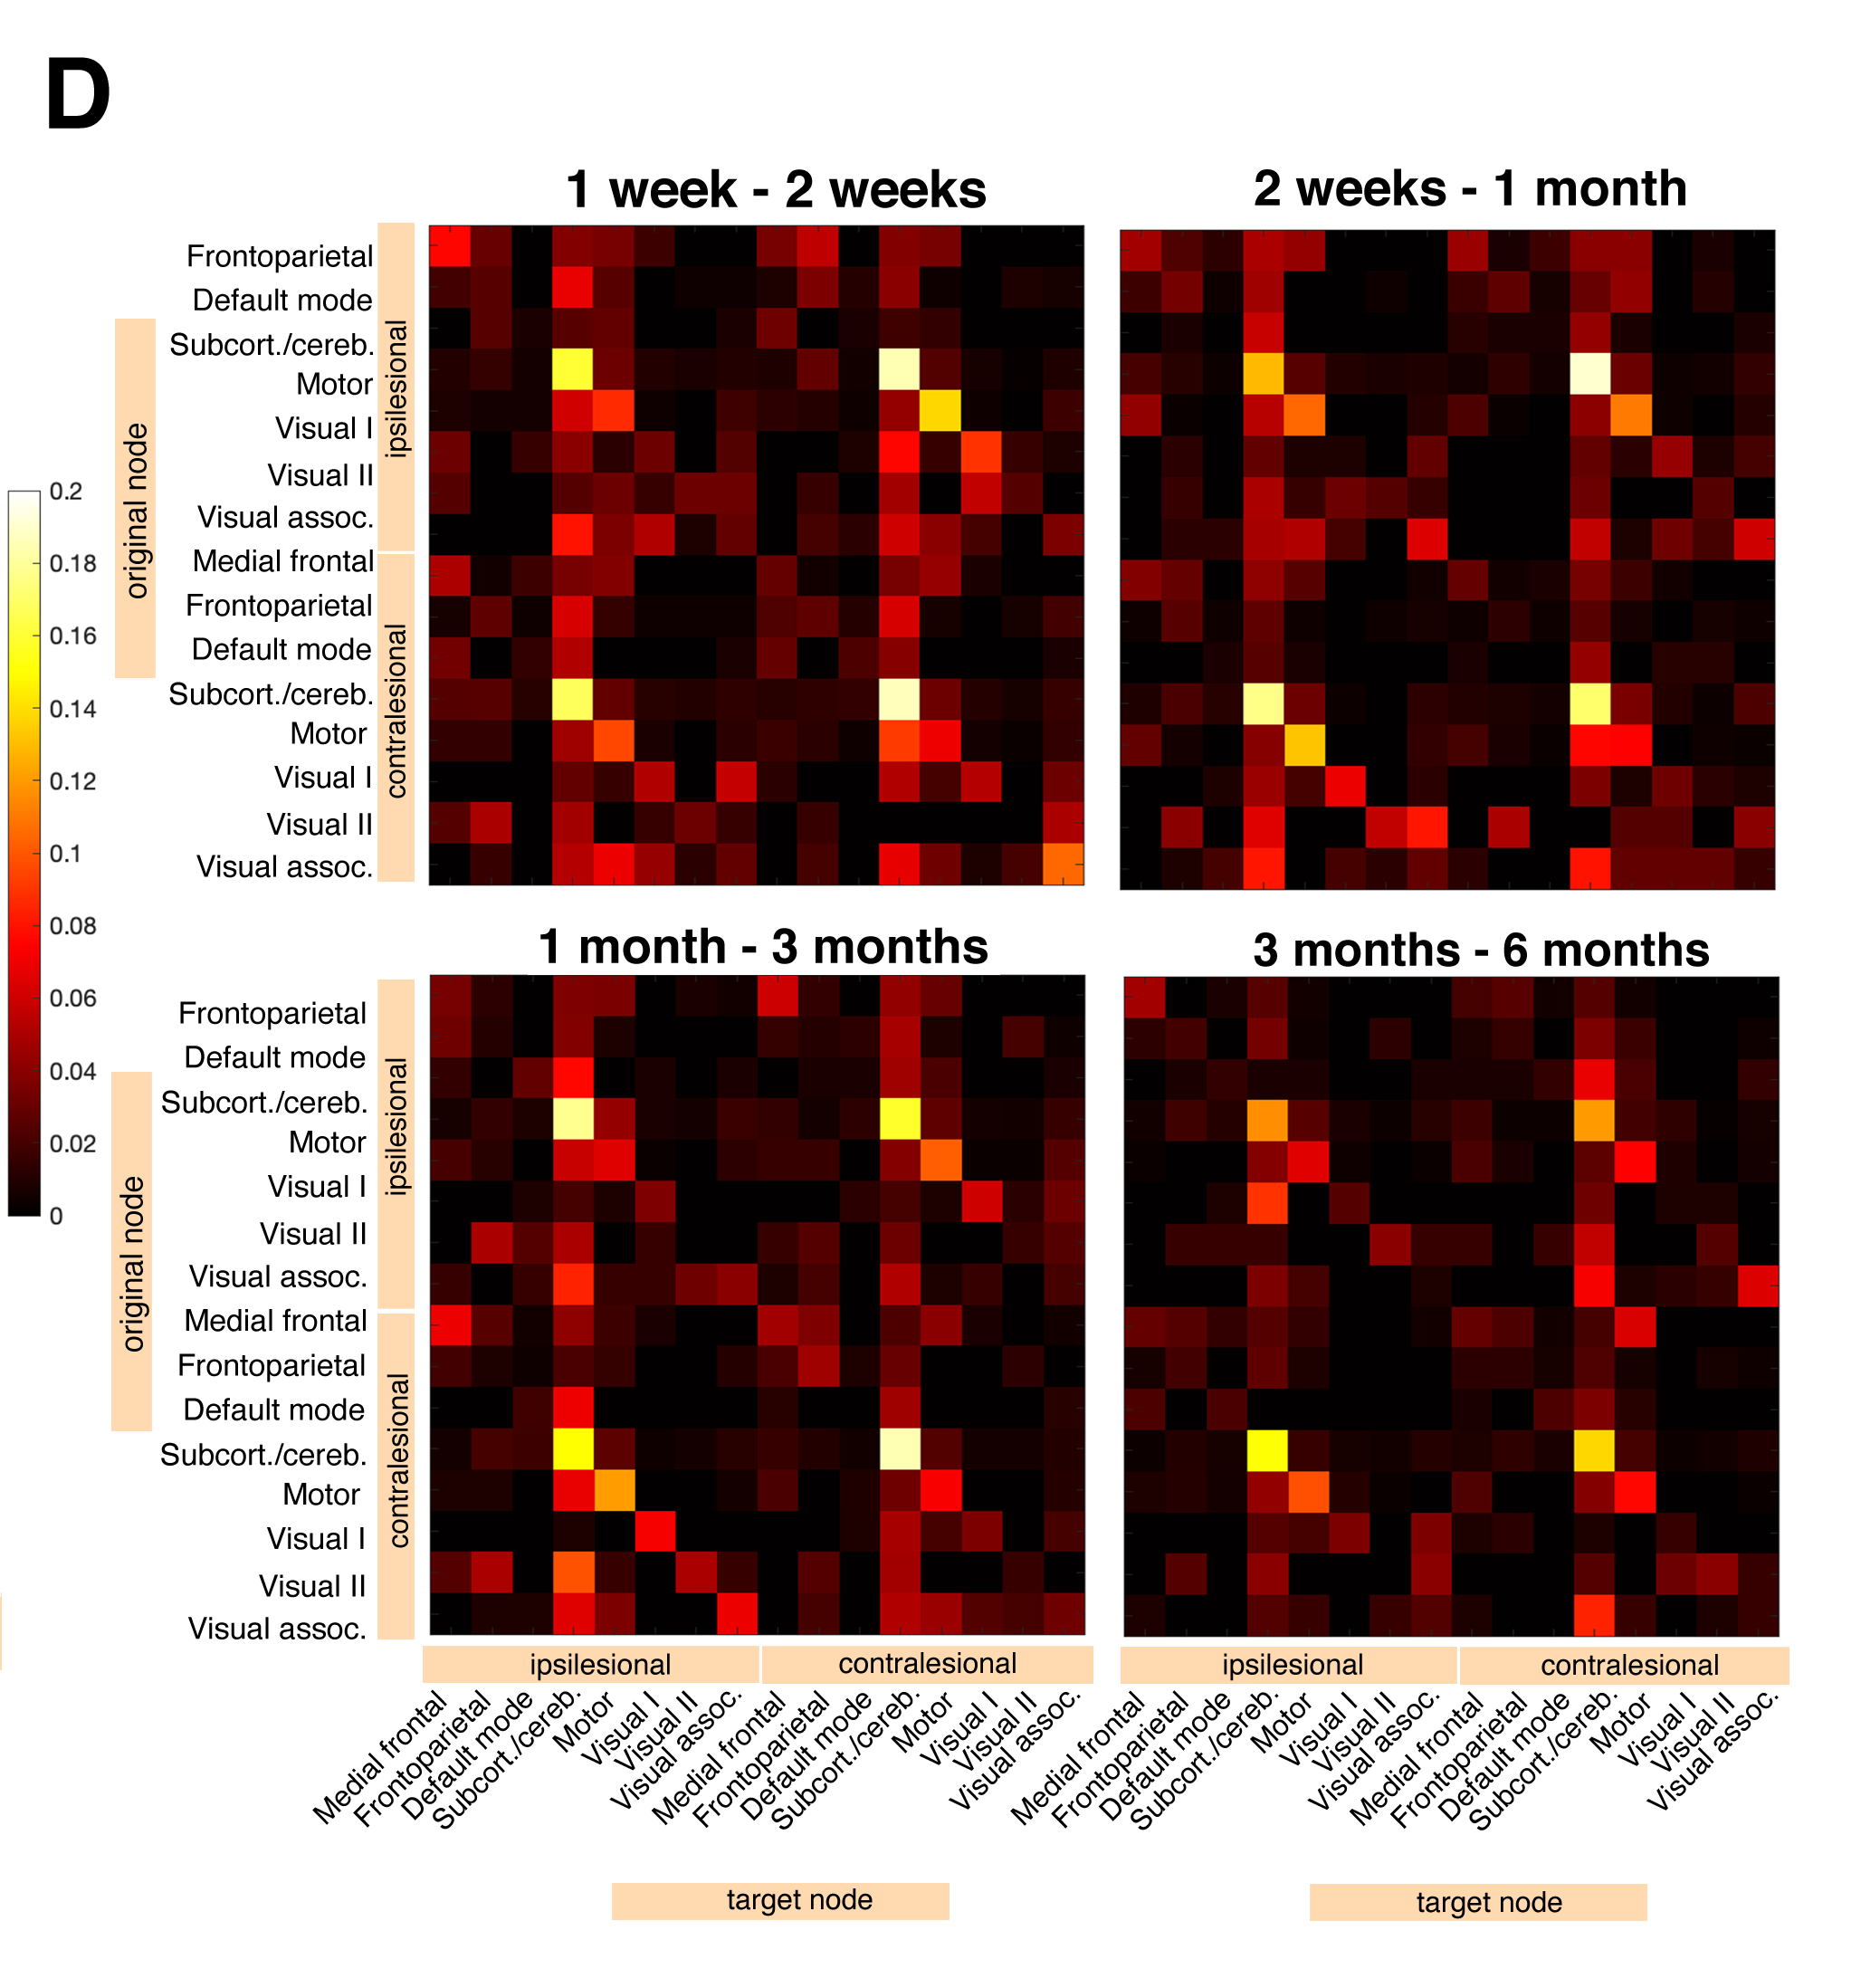 D
1 week - 2 weeks
2 weeks - 1 month
Frontoparietal
Default mode
Subcort./cereb.
Motor
Visual I
Visual II
Visual assoc.
Medial frontal
Frontoparietal
Default mode
Subcort./cereb.
Motor
Visual I
Visual II
Visual assoc.
ipsilesional
contralesional
original node
0.2
0.18
0.16
0.14
0.12
0.1
0.08
0.06
0.04
0.02
0
1 month - 3 months
3 months - 6 months
Frontoparietal
Default mode
Subcort./cereb.
Motor
Visual I
Visual II
Visual assoc.
Medial frontal
Frontoparietal
Default mode
Subcort./cereb.
Motor
Visual I
Visual II
Visual assoc.
ipsilesional
contralesional
original node
ipsilesional
contralesional
ipsilesional
contralesional
Medial frontal
Frontoparietal
Default mode
Subcort./cereb.
Motor
Visual I
Visual II
Visual assoc.
Medial frontal
Frontoparietal
Default mode
Subcort./cereb.
Motor
Visual I
Visual II
Visual assoc.
Medial frontal
Frontoparietal
Default mode
Subcort./cereb.
Motor
Visual I
Visual II
Visual assoc.
Medial frontal
Frontoparietal
Default mode
Subcort./cereb.
Motor
Visual I
Visual II
Visual assoc.
target node
target node